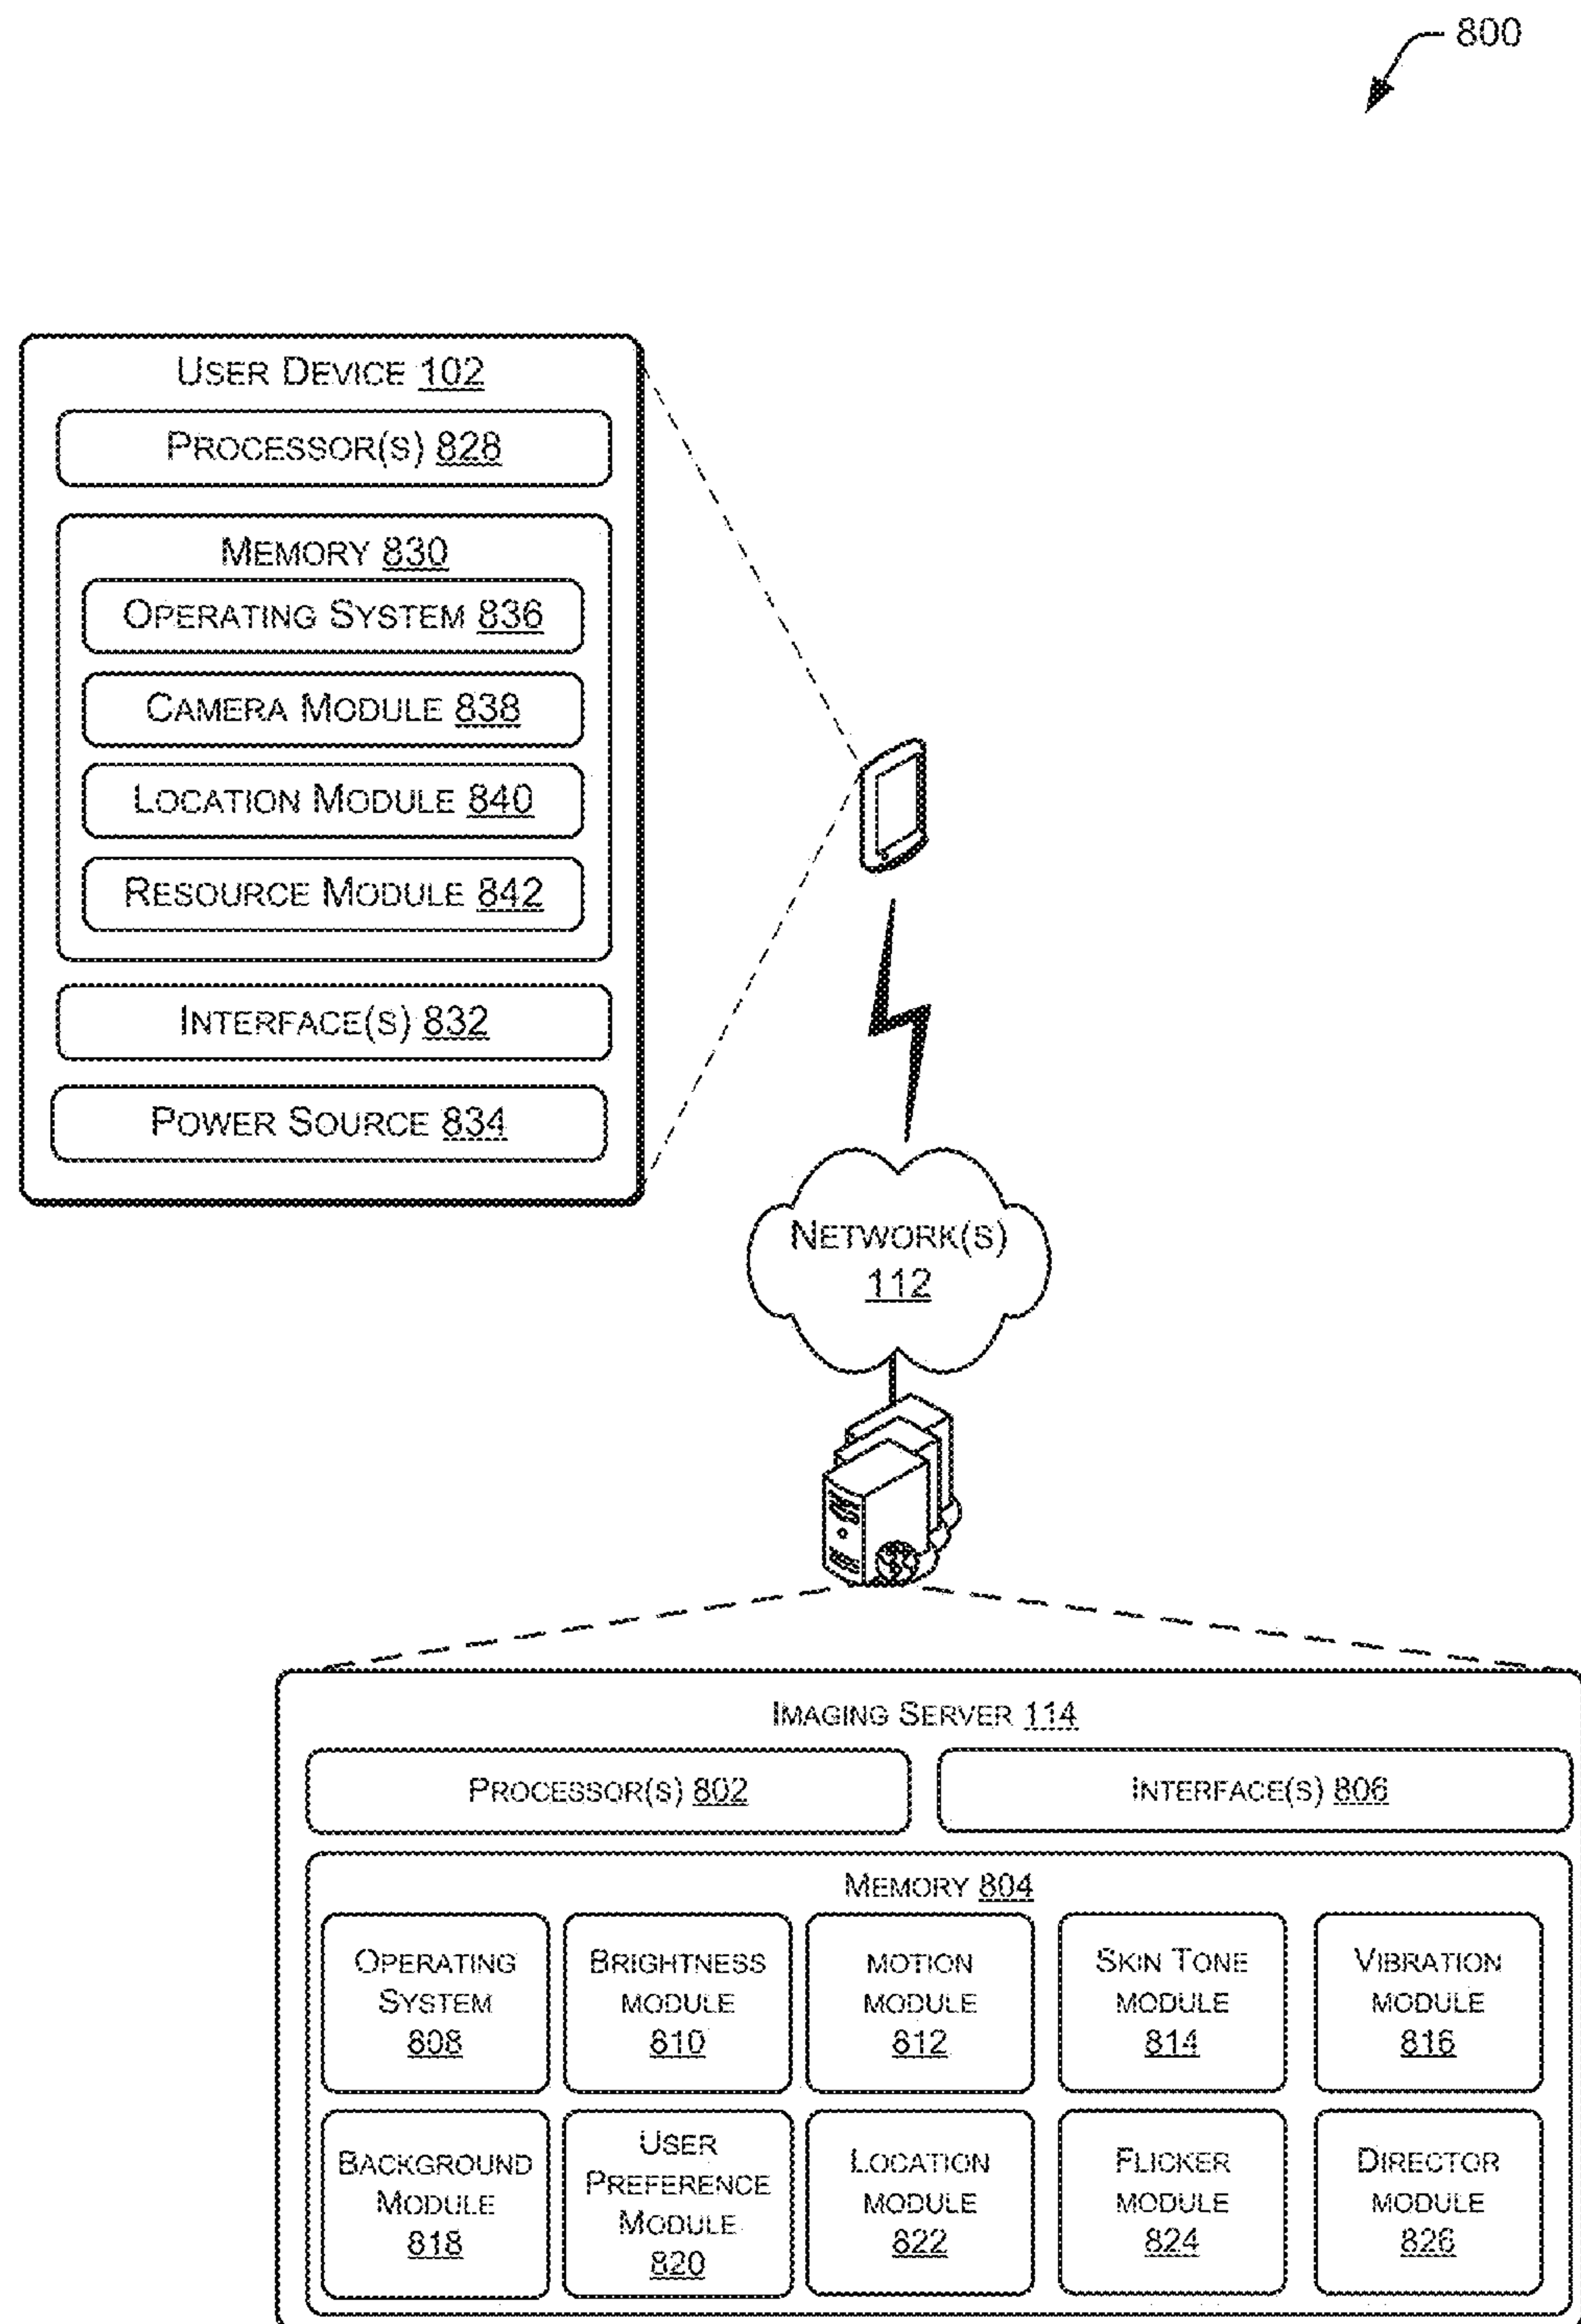 800
USER DEVICE 102
PROCESSOR(S) 828
MEMORY 830
OPERATING SYSTEM 836
CAMERA MODULE 838
LOCATION MODULE 840
RESOURCE MODULE 842
INTERFACE(S) 832
POWER SOURCE 834
NETWORK(S)
112
IMAGING SERVER 114
PROCESSOR(S) 802
INTERFACE(S) 806
MEMORY 804
OPERATING
SYSTEM
808
BRIGHTNESS
MODULE
810
MOTION
MODULE
812
SKIN TONE
MODULE
814
VIBRATION
MODULE
816
BACKGROUND
MODULE
818
USER
PREFERENCE
MODULE
820
LOCATION
MODULE
822
FLICKER
MODULE
824
DIRECTOR
MODULE
826